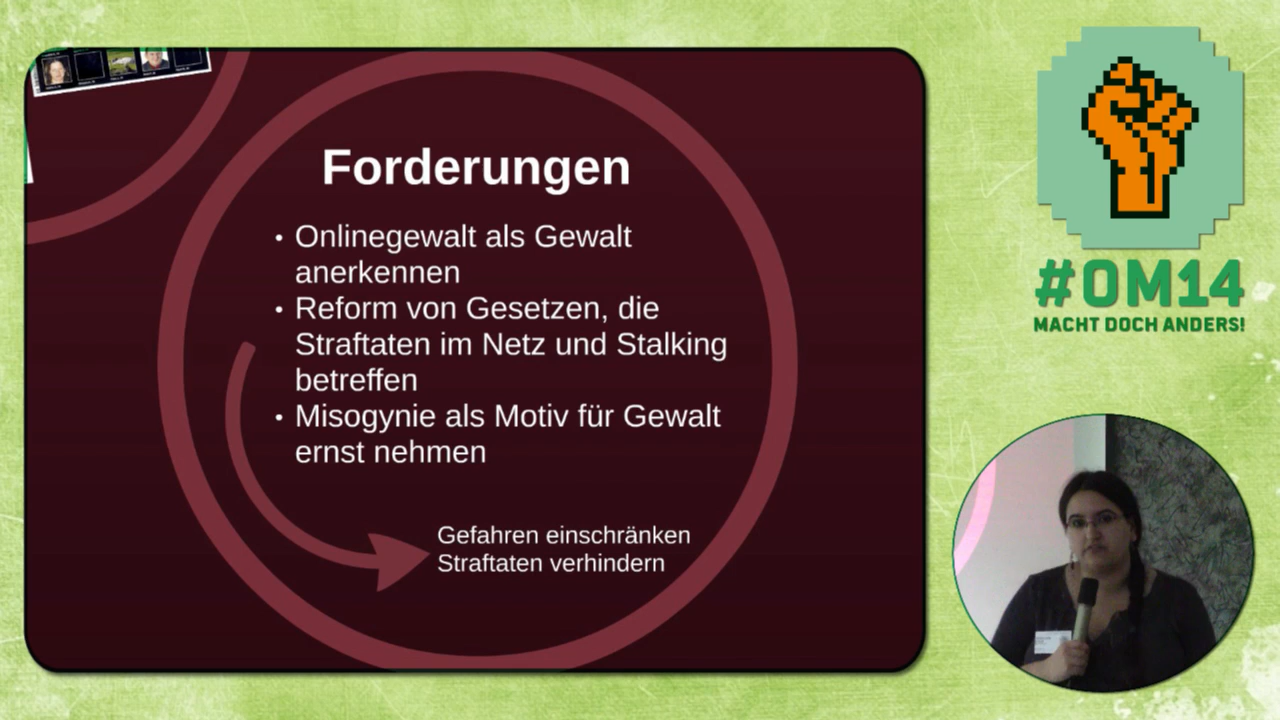 Forderungen
• Onlinegewalt als Gewalt
anerkennen
• Reform von Gesetzen, die
Straftaten im Netz und Stalking
betreffen
• Misogynie als Motiv für Gewalt
ernst nehmen
Gefahren einschränken
Straftaten verhindern
#OM14
MACHT DOCH ANDERS!